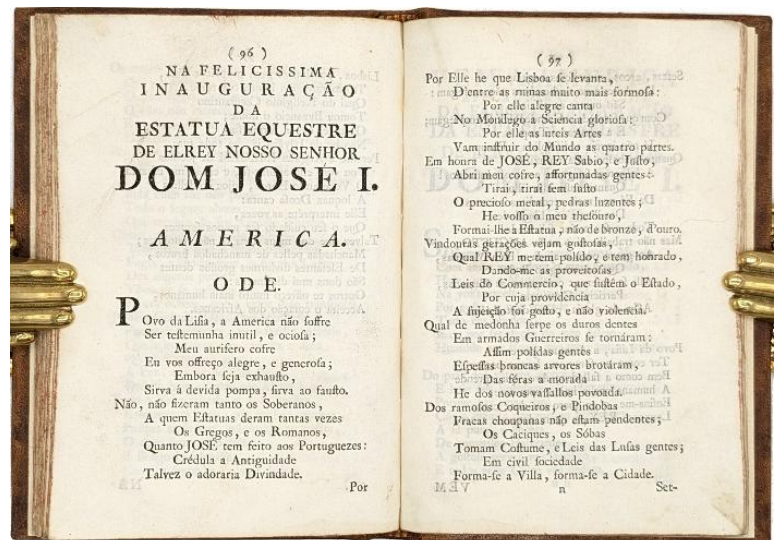 ( 96 )
NA FELICISSIMA
INAUGURAÇÃO
DA
ESTATUA EQUESTRE
DE ELREY NOSSO SENHOR
DOM JOSÉ I.
AMERICA.
ODE.
POvo da Lisia, a America não soffre
Ser testemunha inutil, e ociosa;
Meu aurifero cofre
Eu vos offreço alegre, e generosa;
Embora seja exhausto,
Sirva á devida pompa, sirva ao fausto.
Não, não fizeram tanto os Soberanos,
A quem Estatuas deram tantas vezes
Os Gregos, e os Romanos,
Quanto JOSÉ tem feito aos Portuguezes:
Crédula a Antiguidade
Talvez o adoraria Divindade.
Por
( 97 )
Por Elle he que Lisboa se levanta,
D'entre as ruinas muito mais formosa:
Por elle alegre canta
No Mondego a Sciencia gloriosa:
Por elle as uteis Artes
Vam instruir do Mundo as quatro partes.
Em honra de JOSÉ, REY Sabio, e Justo,
Abri meu cofre, affortunadas gentes:
Tirai, tirai sem susto
O precioso metal, pedras luzentes;
He vosso o meu thesouro,
Formai-lhe a Estatua, não de bronze, d'ouro.
Vindouras gerações vejam gostosas,
Qual REY me tem polido, e tem honrado,
Dando-me as proveitosas
Leis do Commercio, que sustêm o Estado,
Por cuja providencia
A sujeição foi gosto, e não violencia.
Qual de medonha serpe os duros dentes
Em armados Guerreiros se tornáram:
Assim polidas gentes
Espessas broncas arvores brotáram,
Das féras a morada
He dos novos vassallos povoada.
Dos ramosos Coqueiros, e Pindobas
Fracas choupanas não estam pendentes;
Os Caciques, os Sóbas
Tomam Costume, e Leis das Lusas gentes;
Em civil sociedade
Forma-se a Villa, forma-se a Cidade.
n Set-